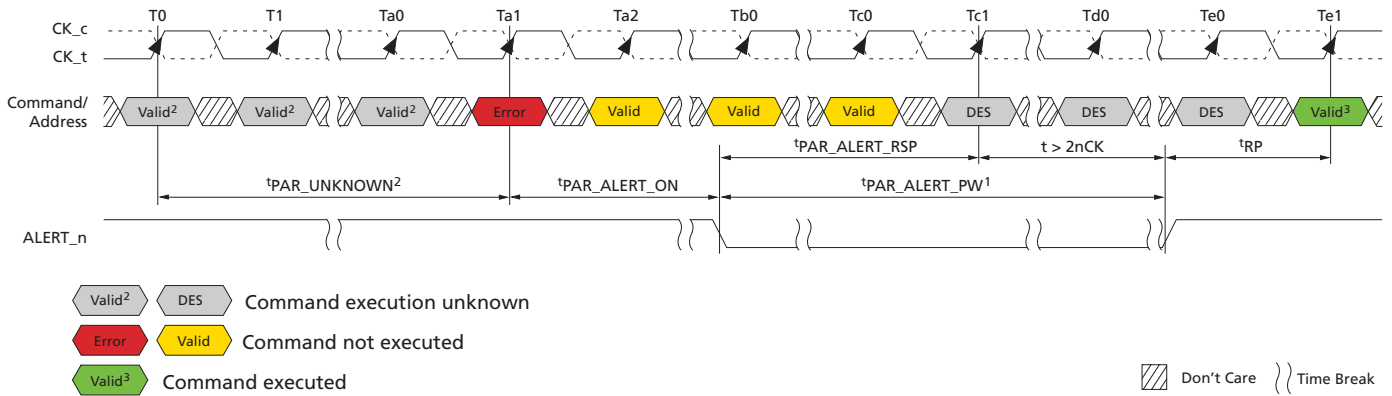 T0 T1 Ta0 Ta1 Ta2 Tb0 Tc0 Tc1 Td0 Te0 Te1
CK_c
CK_t
Command/
Address
Valid² Valid² Valid² Error Valid Valid Valid DES DES DES Valid³
tPAR_ALERT_RSP t > 2nCK tRP
tPAR_UNKNOWN² tPAR_ALERT_ON tPAR_ALERT_PW¹
ALERT_n
Valid² DES Command execution unknown
Error Valid Command not executed
Valid³ Command executed
Don't Care Time Break